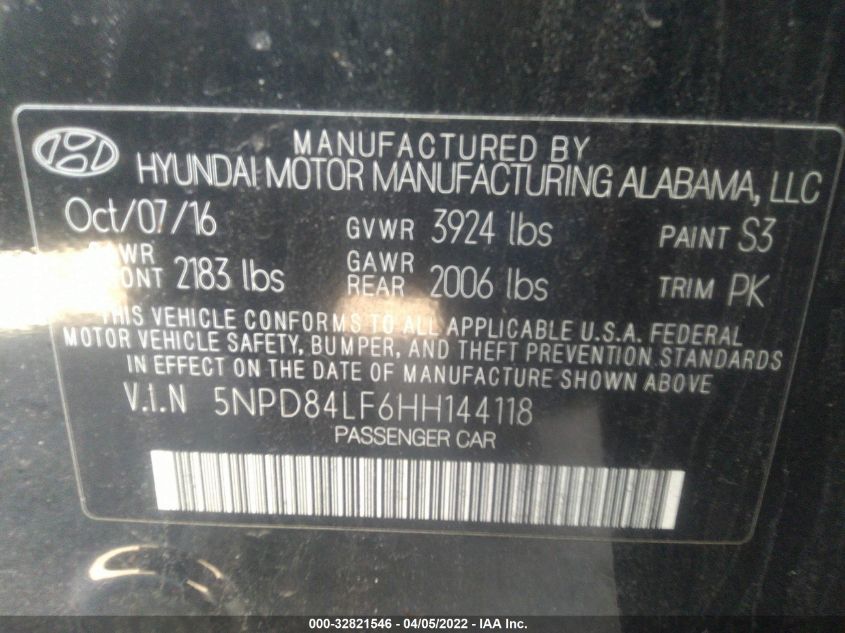 MANUFACTURED BY
HYUNDAI MOTOR MANUFACTURING ALABAMA, LLC
Oct/07/16 GVWR 3924 lbs PAINT S3
2183 lbs GAWR REAR 2006 lbs TRIM PK
THIS VEHICLE CONFORMS TO ALL APPLICABLE U.S.A. FEDERAL
MOTOR VEHICLE SAFETY, BUMPER, AND THEFT PREVENTION STANDARDS
IN EFFECT ON THE DATE OF MANUFACTURE SHOWN ABOVE
V.I.N 5NPD84LF6HH144118
PASSENGER CAR
000-32821546 - 04/05/2022 - IAA Inc.